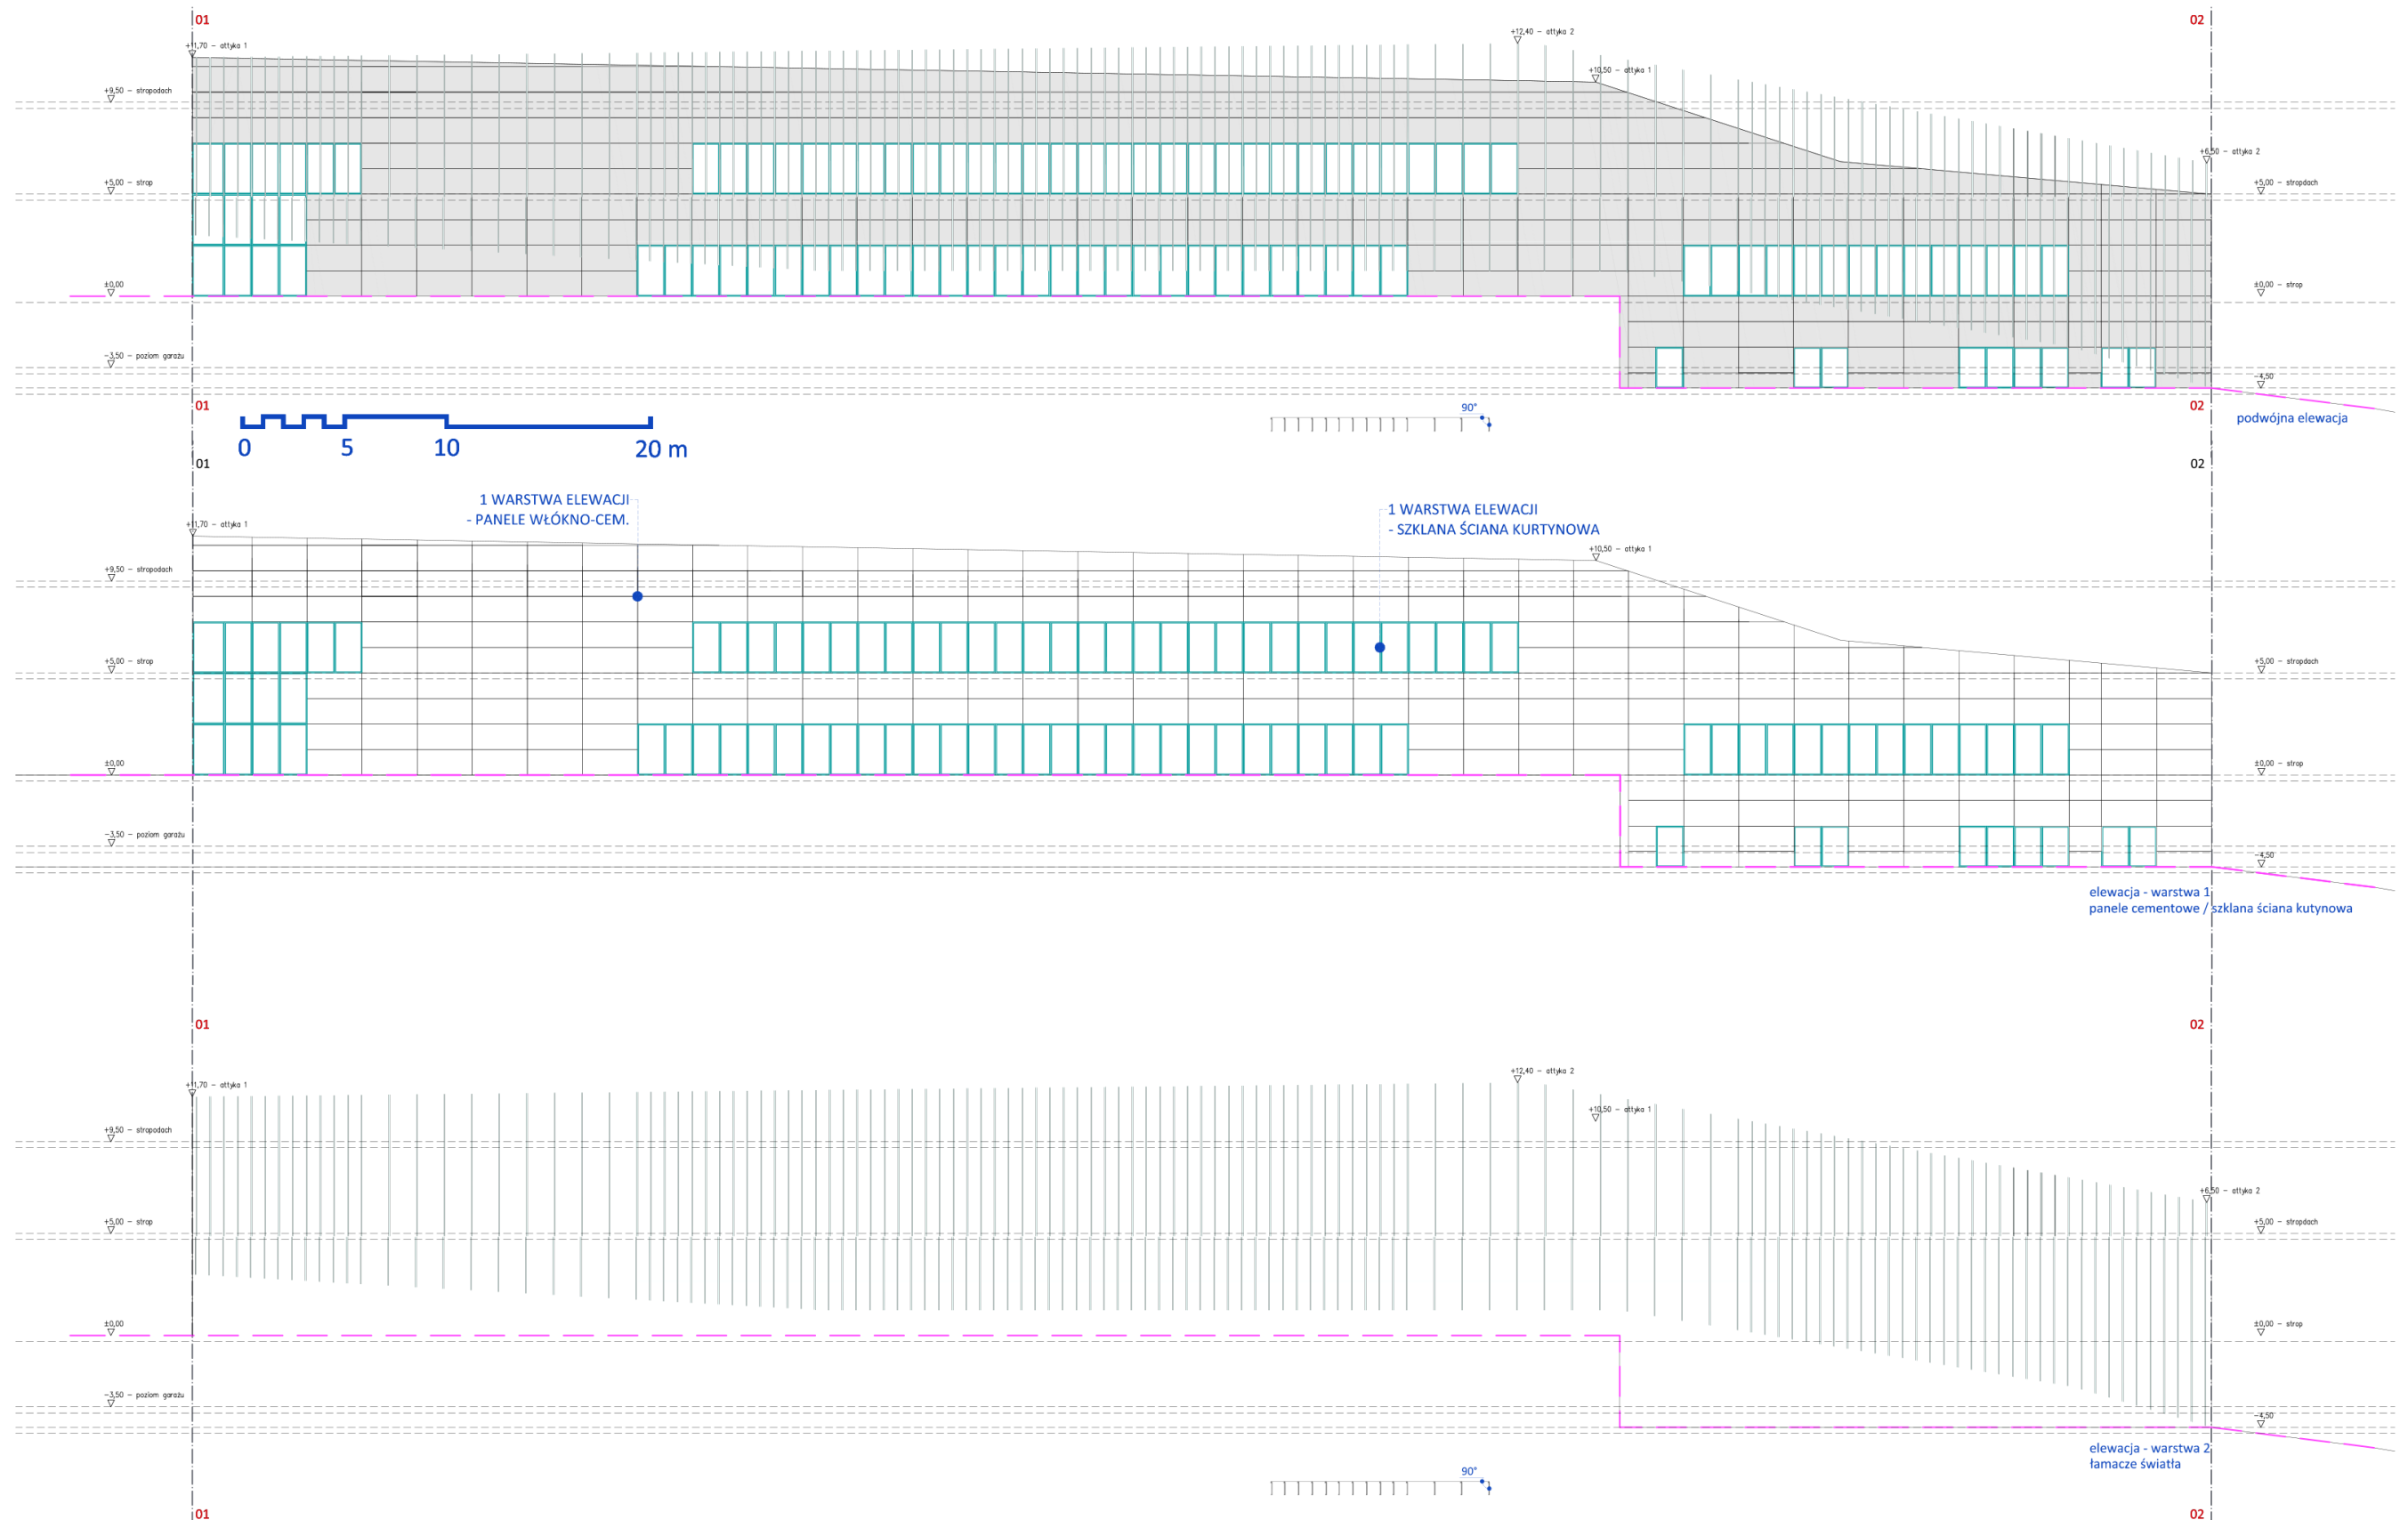 01
02
+11,70 - attyka 1
+12,40 - attyka 2
+10,50 - attyka 1
+9,50 - stropodach
+6,50 - attyka 2
+5,00 - strop
+5,00 - stropdach
±0,00
±0,00 - strop
-3,50 - poziom garażu
-4,50
01
02
90°
podwójna elewacja
0
5
10
20 m
01
02
1 WARSTWA ELEWACJI
- PANELE WŁÓKNO-CEM.
1 WARSTWA ELEWACJI
- SZKLANA ŚCIANA KURTYNOWA
+11,70 - attyka 1
+10,50 - attyka 1
+9,50 - stropodach
+5,00 - strop
+5,00 - stropdach
±0,00
±0,00 - strop
-3,50 - poziom garażu
-4,50
elewacja - warstwa 1
panele cementowe / szklana ściana kutynowa
01
02
+11,70 - attyka 1
+12,40 - attyka 2
+10,50 - attyka 1
+9,50 - stropodach
+6,50 - attyka 2
+5,00 - strop
+5,00 - stropdach
±0,00
±0,00 - strop
-3,50 - poziom garażu
-4,50
elewacja - warstwa 2
łamacze światła
90°
01
02